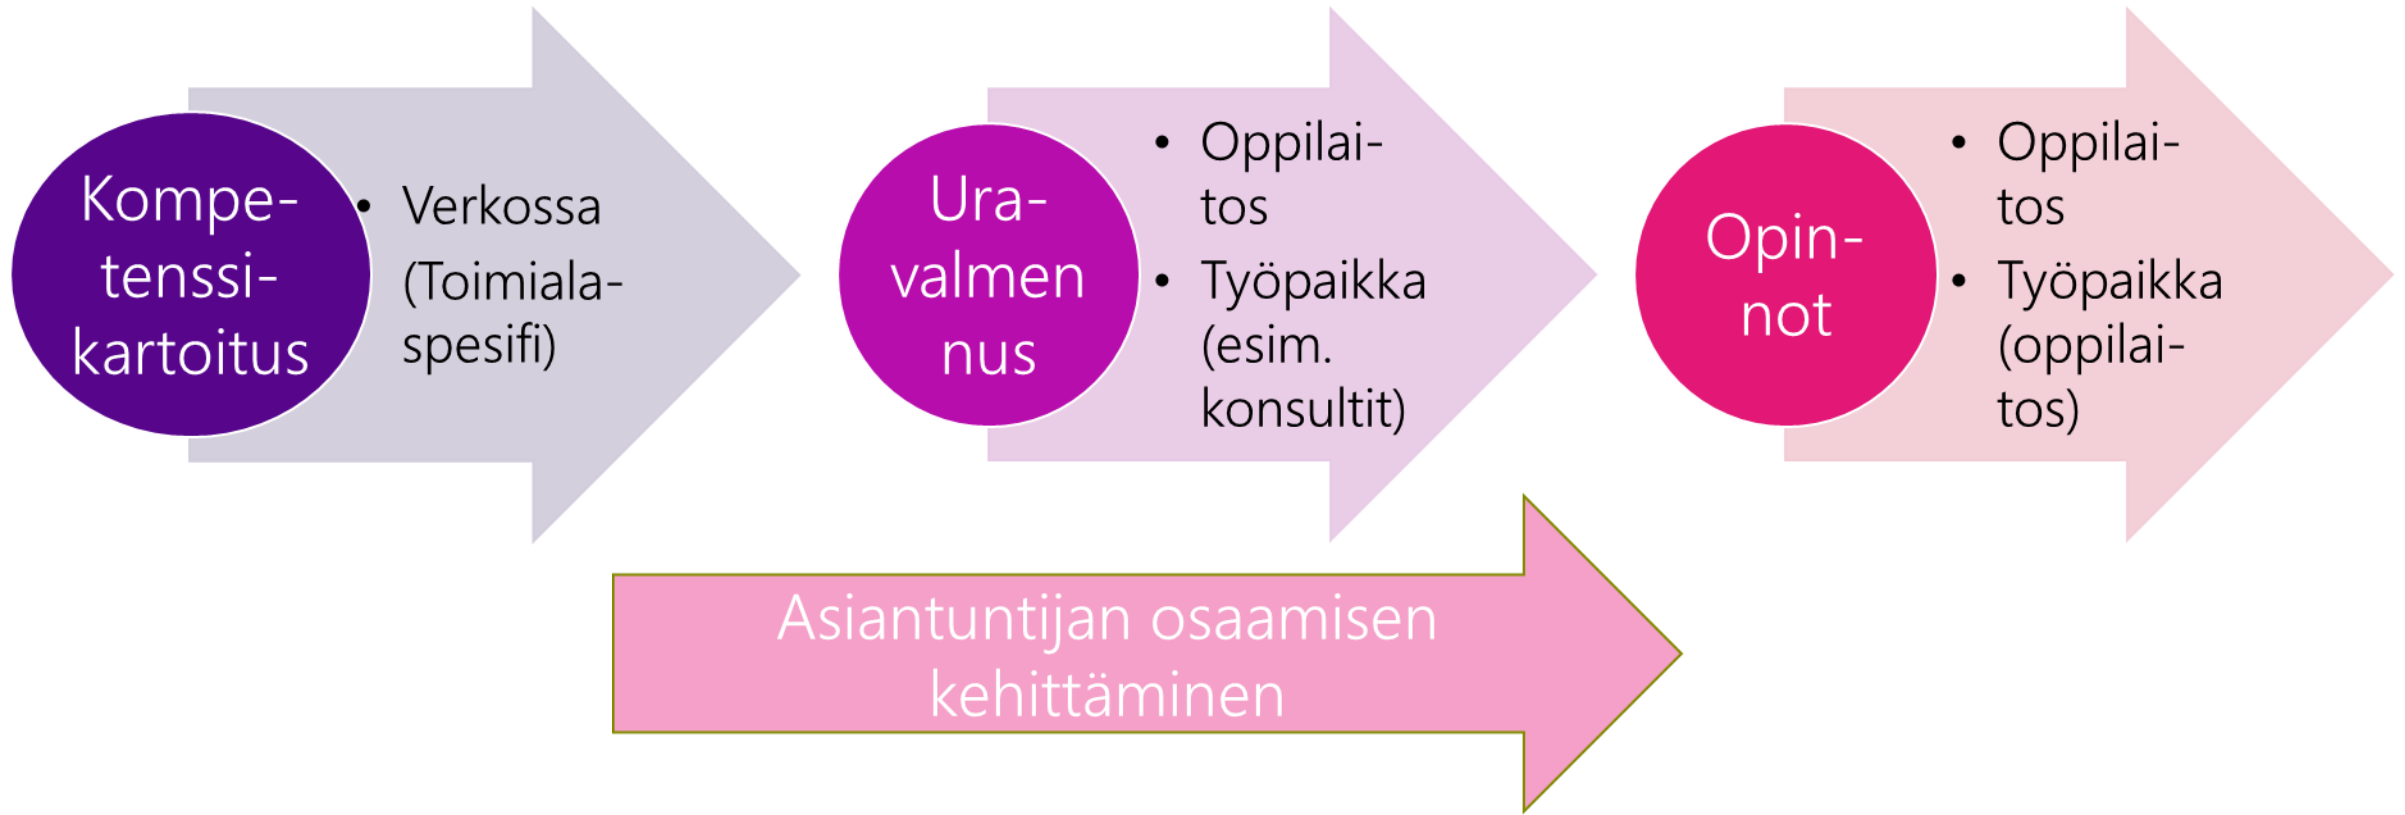 Kompe-
tenssi-
kartoitus
• Verkossa
(Toimiala-
spesifi)
Ura-
valmen
nus
• Oppilai-
tos
• Työpaikka
(esim.
konsultit)
Opin-
not
• Oppilai-
tos
• Työpaikka
(oppilai-
tos)
Asiantuntijan osaamisen
kehittäminen